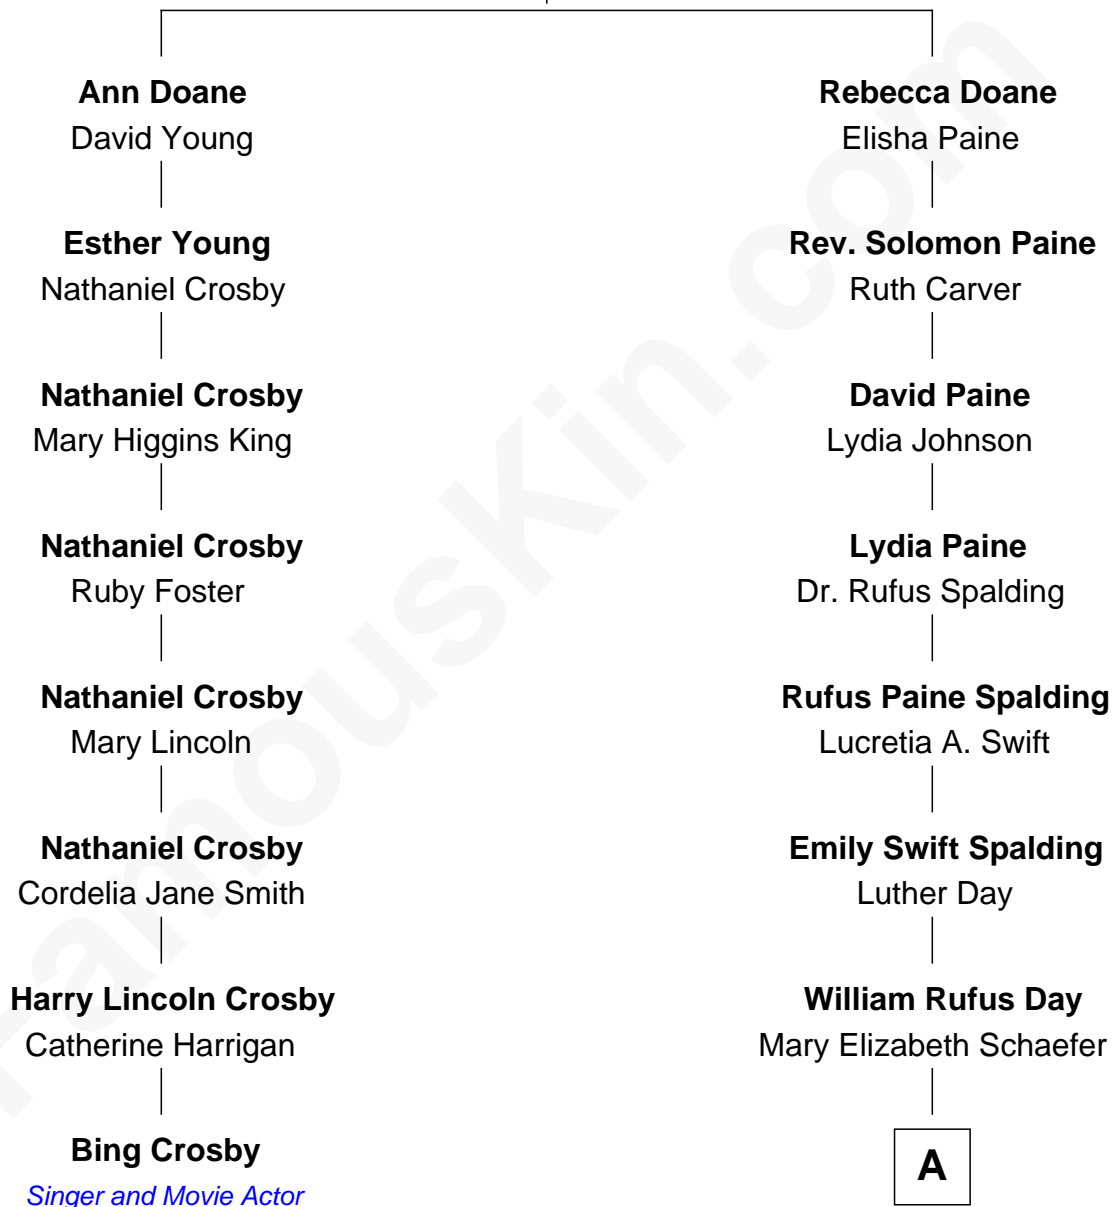 Ann Doane
David Young
Esther Young
Nathaniel Crosby
Nathaniel Crosby
Mary Higgins King
Nathaniel Crosby
Ruby Foster
Nathaniel Crosby
Mary Lincoln
Nathaniel Crosby
Cordelia Jane Smith
Harry Lincoln Crosby
Catherine Harrigan
Bing Crosby
Singer and Movie Actor
Rebecca Doane
Elisha Paine
Rev. Solomon Paine
Ruth Carver
David Paine
Lydia Johnson
Lydia Paine
Dr. Rufus Spalding
Rufus Paine Spalding
Lucretia A. Swift
Emily Swift Spalding
Luther Day
William Rufus Day
Mary Elizabeth Schaefer
A
FamousKin.com